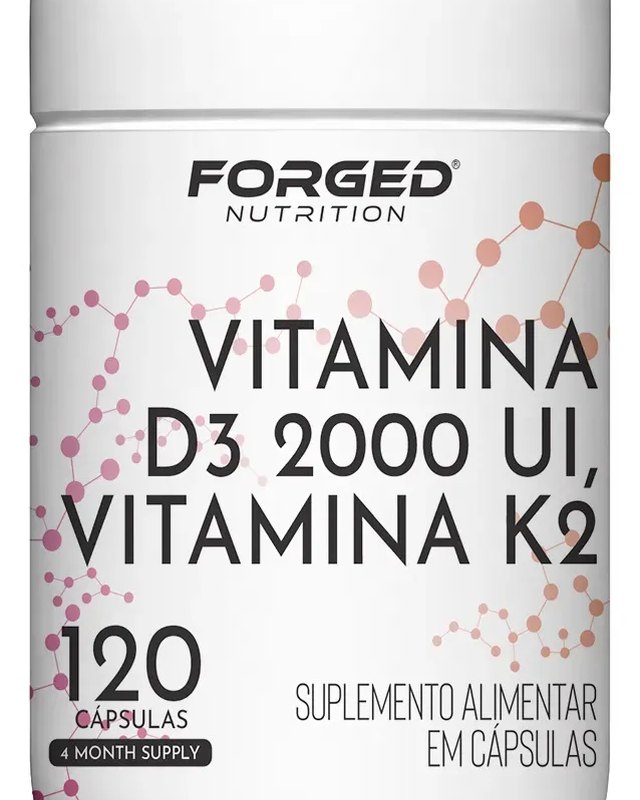 FORGED®
NUTRITION
VITAMINA
D3 2000 UI,
VITAMINA K2
120
CÁPSULAS
4 MONTH SUPPLY
SUPLEMENTO ALIMENTAR
EM CÁPSULAS